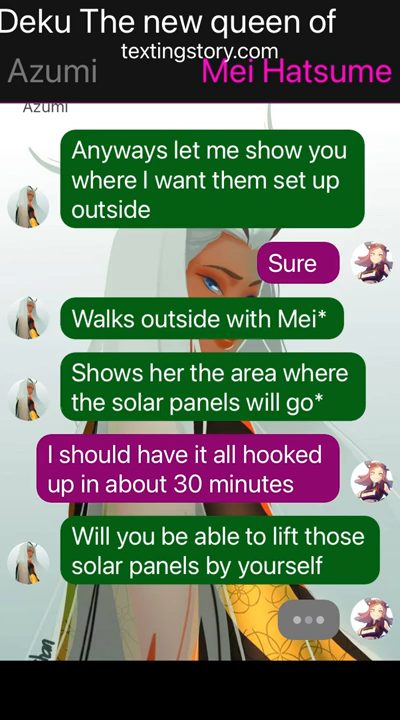 Deku The new queen of
textingstory.com
Azumi
Mei Hatsume
Azumi
Anyways let me show you
where I want them set up
outside
Sure
Walks outside with Mei*
Shows her the area where
the solar panels will go*
I should have it all hooked
up in about 30 minutes
Will you be able to lift those
solar panels by yourself